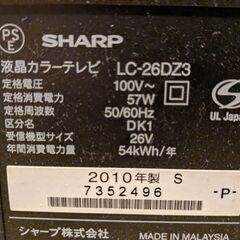 PS
E
SHARP
液晶カラーテレビ LC-26DZ3
定格電圧 100V~
定格消費電力 57W
定格周波数 50/60Hz
区分名 DK1
受信機型サイズ 26V
年間消費電力量 54kWh/年
UL Japan
2010年製 S
7352496
-P-
シャープ株式会社 MADE IN MALAYSIA